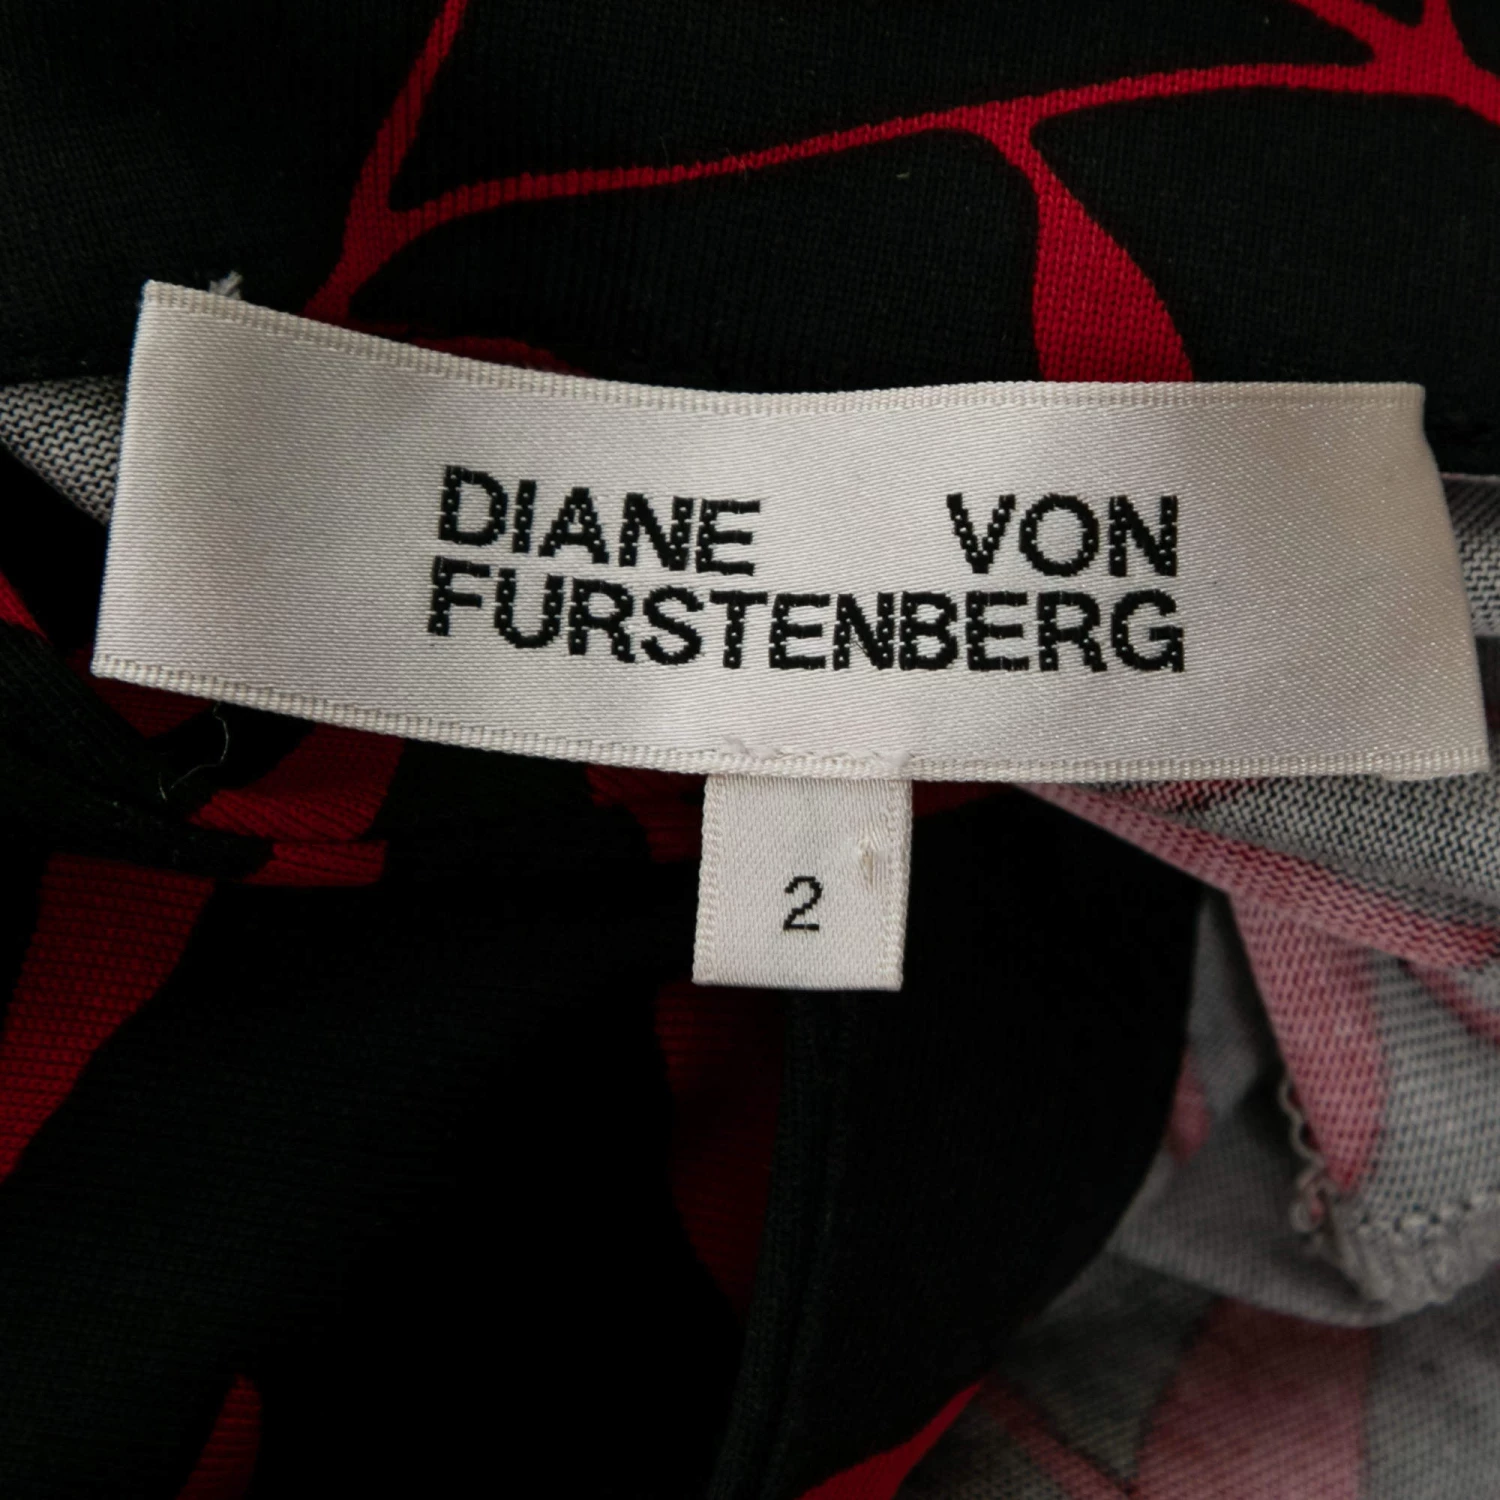 DIANE VON
FURSTENBERG
2